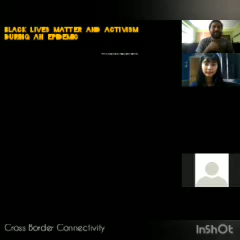 BLACK LIVES MATTER AND ACTIVISM
DURING AN EPIDEMIC
Cross Border Connectivity
InShOt